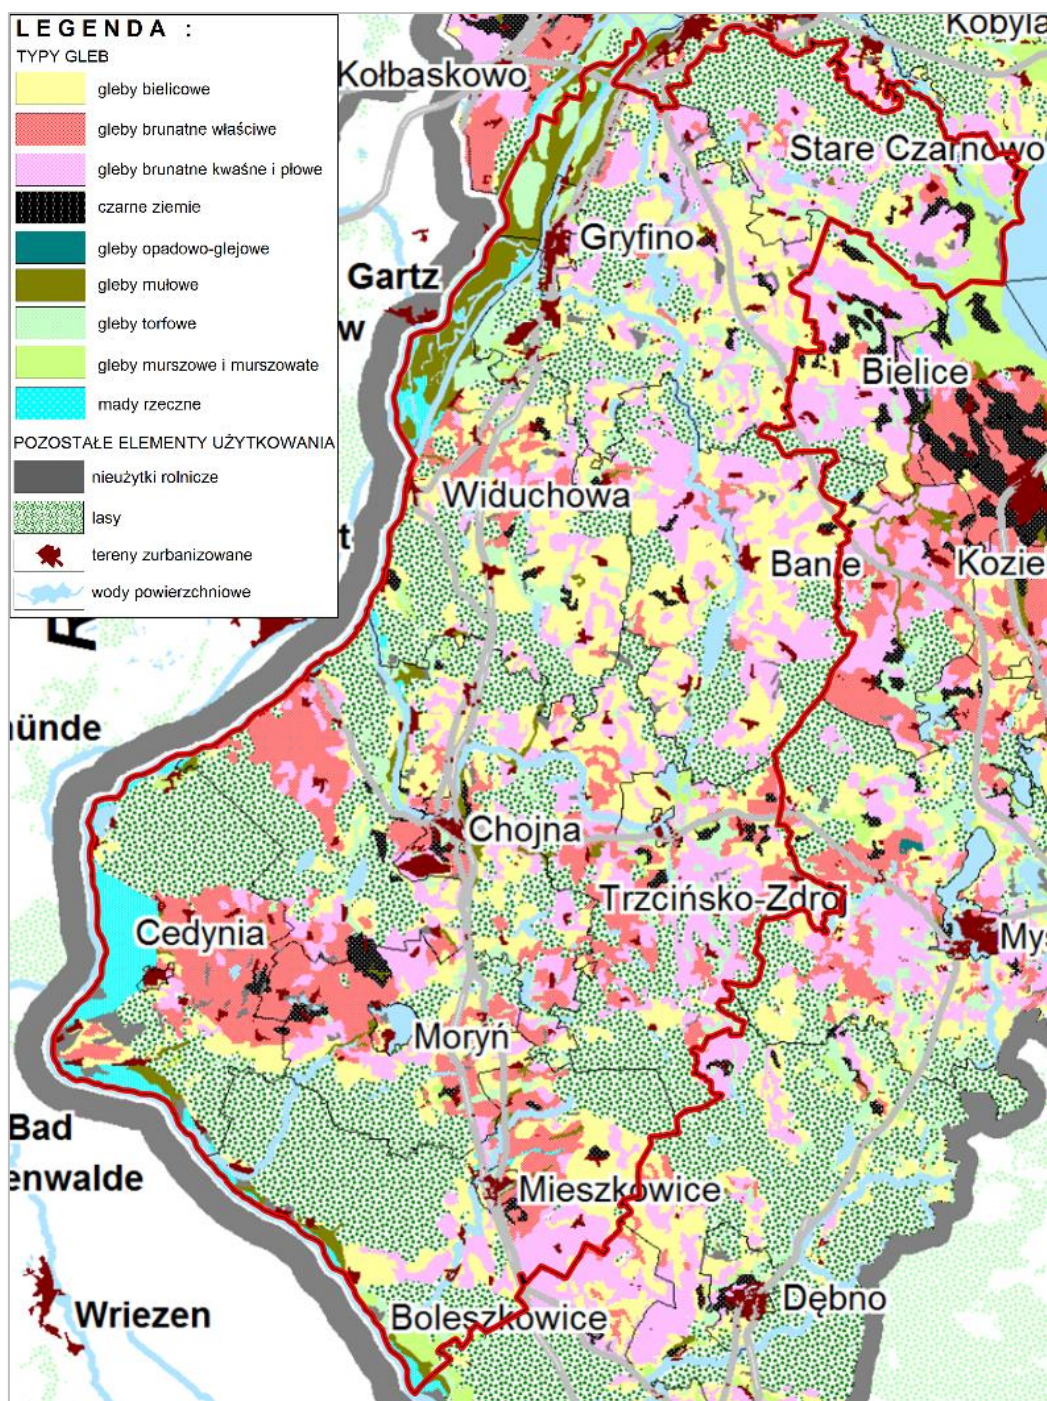 LEGENDA :
TYPY GLEB
gleby bielicowe
gleby brunatne właściwe
gleby brunatne kwaśne i płowe
czarne ziemie
gleby opadowo-glejowe
gleby mułowe
gleby torfowe
gleby murszowe i murszowate
mady rzeczne
POZOSTAŁE ELEMENTY UŻYTKOWANIA
nieużytki rolnicze
lasy
tereny zurbanizowane
wody powierzchniowe
Kobyla
Kołbaskowo
Stare Czarnowo
Gryfino
Gartz
w
Bielice
Widuchowa
t
Banie
Kozie
R
ünde
Chojna
Trzcińsko-Zdrój
Cedynia
Myś
Moryń
Bad
enwalde
Mieszkowice
Dębno
Wriezen
Boleszkowice